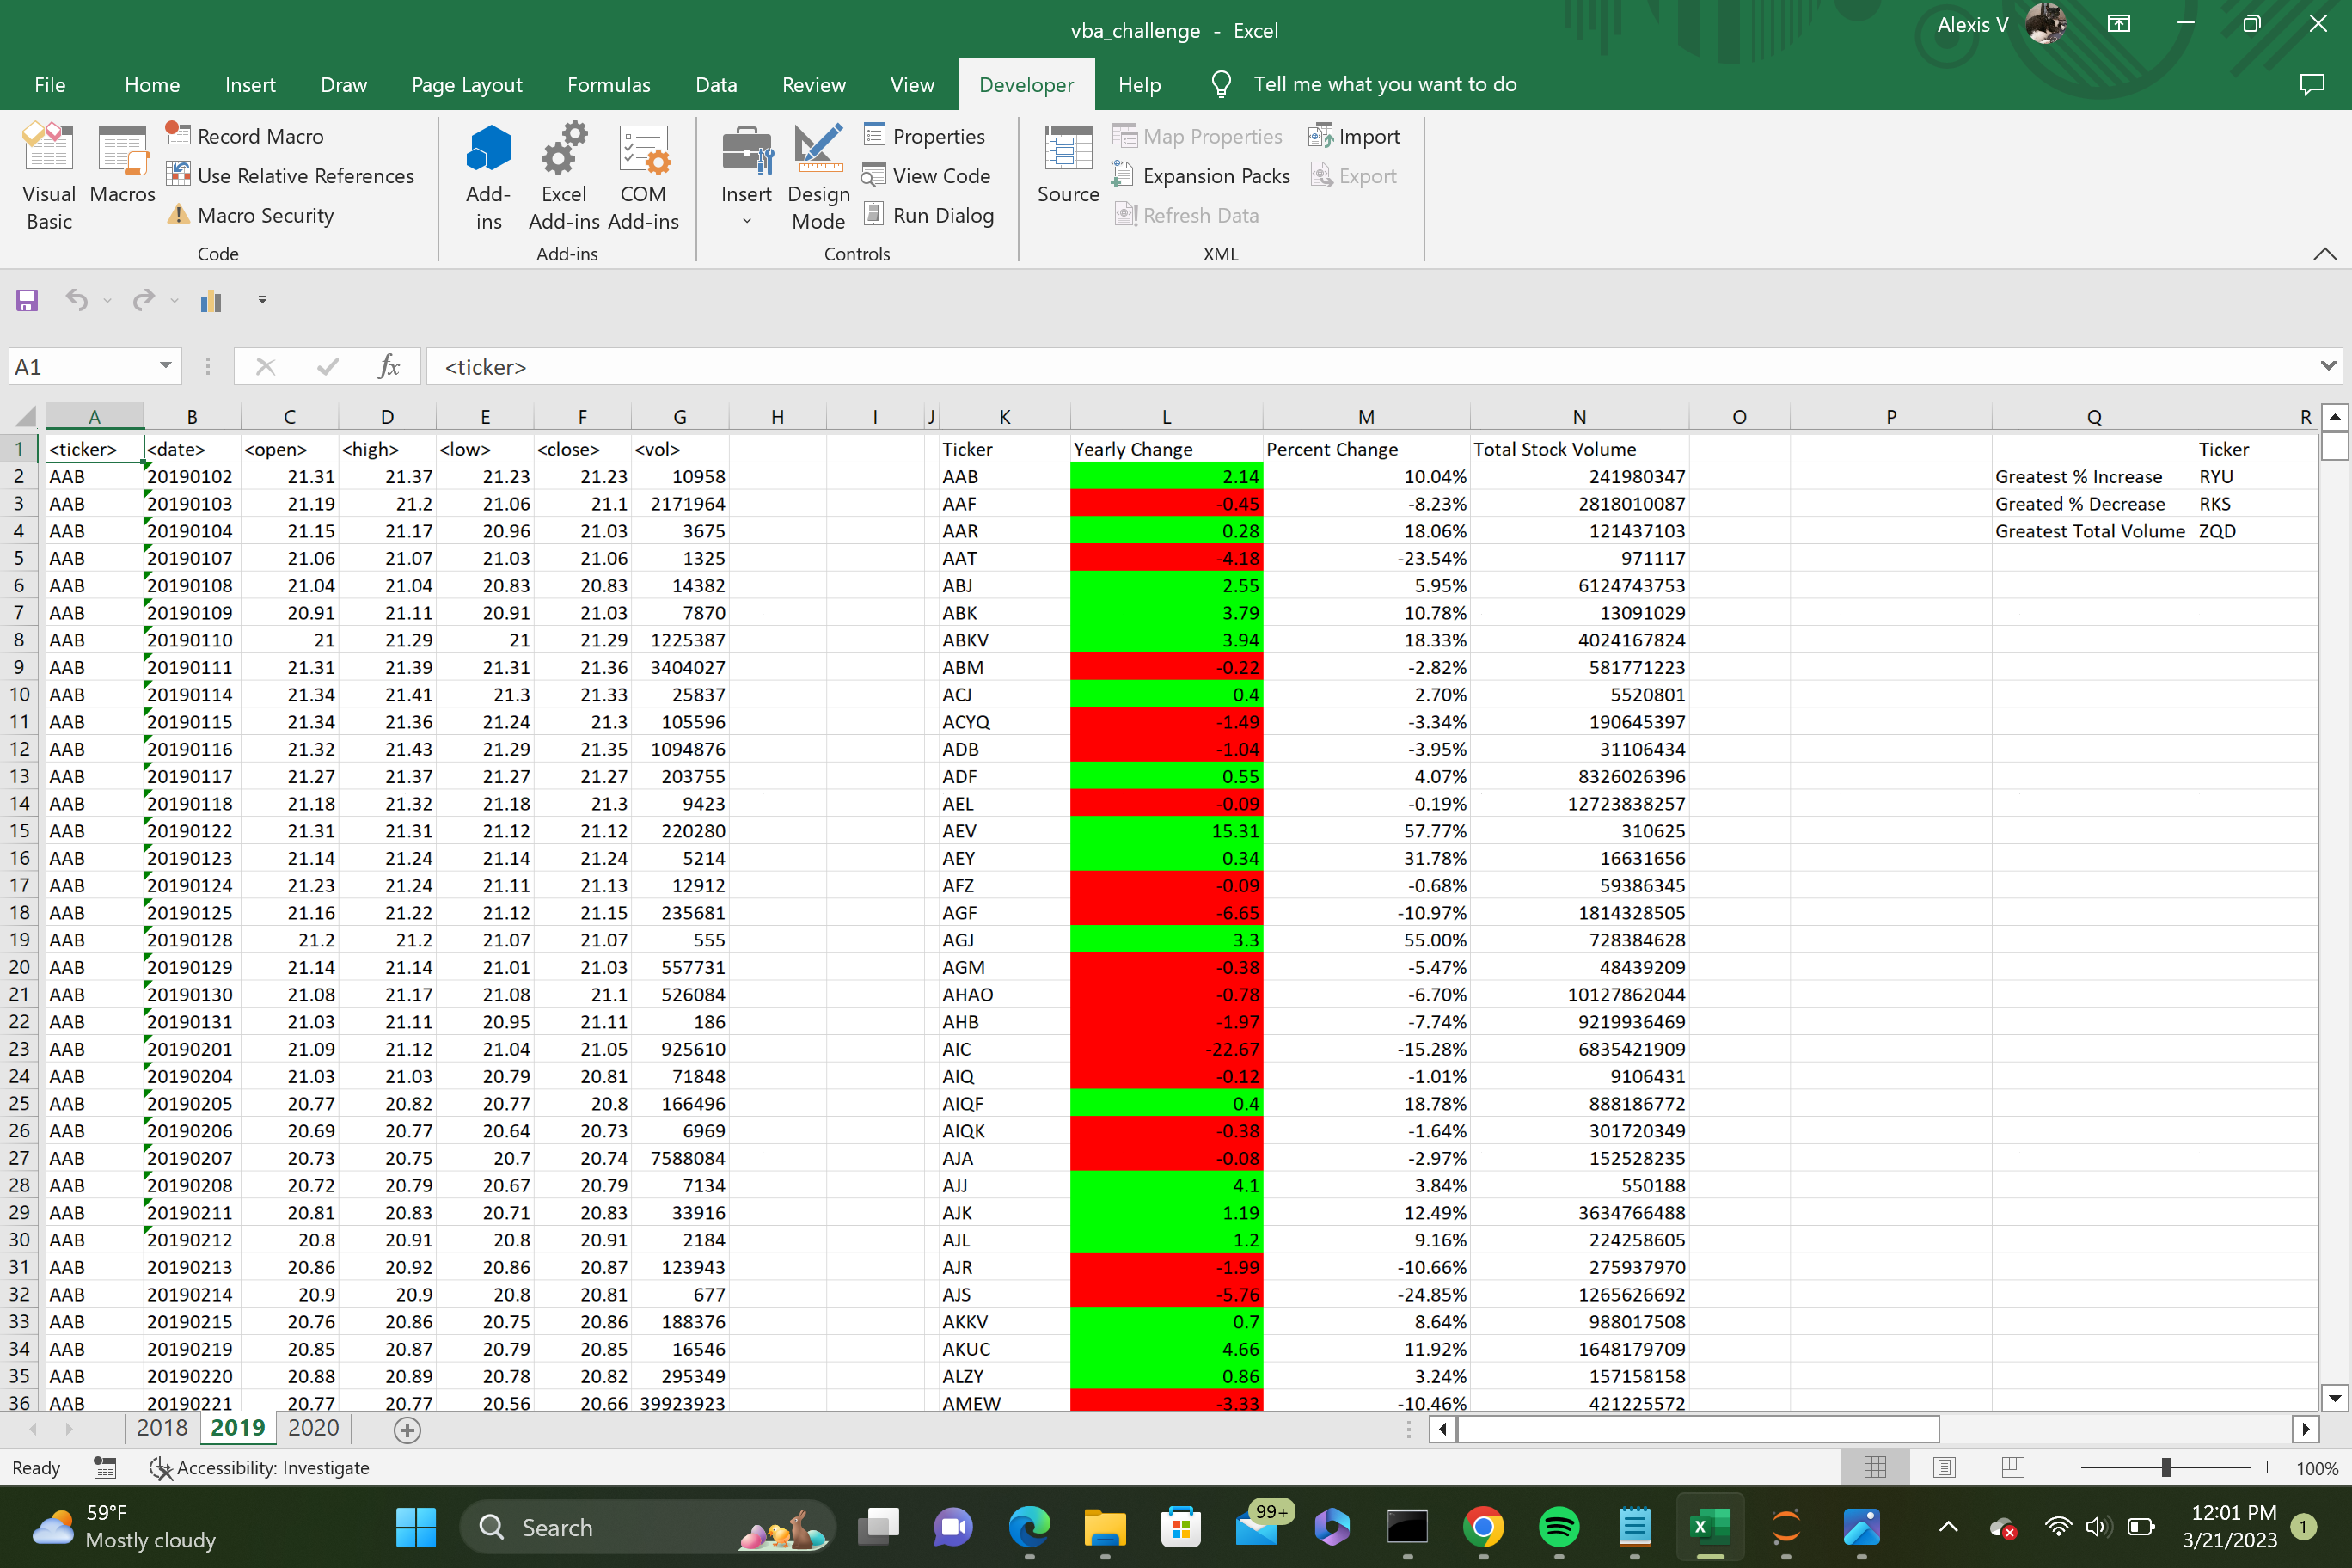 vba_challenge - Excel
Alexis V
File Home Insert Draw Page Layout Formulas Data Review View Developer Help Tell me what you want to do
Visual Basic
Macros
Record Macro
Use Relative References
Macro Security
Code
Add-ins
Excel Add-ins
COM Add-ins
Add-ins
Insert
Design Mode
Properties
View Code
Run Dialog
Controls
Source
Map Properties
Expansion Packs
Refresh Data
Import
Export
XML
A1 fx <ticker>
A B C D E F G H I J K L M N O P Q R
1 <ticker> <date> <open> <high> <low> <close> <vol> Ticker Yearly Change Percent Change Total Stock Volume Ticker
2 AAB 20190102 21.31 21.37 21.23 21.23 10958 AAB 2.14 10.04% 241980347 Greatest % Increase RYU
3 AAB 20190103 21.19 21.2 21.06 21.1 2171964 AAF -0.45 -8.23% 2818010087 Greated % Decrease RKS
4 AAB 20190104 21.15 21.17 20.96 21.03 3675 AAR 0.28 18.06% 121437103 Greatest Total Volume ZQD
5 AAB 20190107 21.06 21.07 21.03 21.06 1325 AAT -4.18 -23.54% 971117
6 AAB 20190108 21.04 21.04 20.83 20.83 14382 ABJ 2.55 5.95% 6124743753
7 AAB 20190109 20.91 21.11 20.91 21.03 7870 ABK 3.79 10.78% 13091029
8 AAB 20190110 21 21.29 21 21.29 1225387 ABKV 3.94 18.33% 4024167824
9 AAB 20190111 21.31 21.39 21.31 21.36 3404027 ABM -0.22 -2.82% 581771223
10 AAB 20190114 21.34 21.41 21.3 21.33 25837 ACJ 0.4 2.70% 5520801
11 AAB 20190115 21.34 21.36 21.24 21.3 105596 ACYQ -1.49 -3.34% 190645397
12 AAB 20190116 21.32 21.43 21.29 21.35 1094876 ADB -1.04 -3.95% 31106434
13 AAB 20190117 21.27 21.37 21.27 21.27 203755 ADF 0.55 4.07% 8326026396
14 AAB 20190118 21.18 21.32 21.18 21.3 9423 AEL -0.09 -0.19% 12723838257
15 AAB 20190122 21.31 21.31 21.12 21.12 220280 AEV 15.31 57.77% 310625
16 AAB 20190123 21.14 21.24 21.14 21.24 5214 AEY 0.34 31.78% 16631656
17 AAB 20190124 21.23 21.24 21.11 21.13 12912 AFZ -0.09 -0.68% 59386345
18 AAB 20190125 21.16 21.22 21.12 21.15 235681 AGF -6.65 -10.97% 1814328505
19 AAB 20190128 21.2 21.2 21.07 21.07 555 AGJ 3.3 55.00% 728384628
20 AAB 20190129 21.14 21.14 21.01 21.03 557731 AGM -0.38 -5.47% 48439209
21 AAB 20190130 21.08 21.17 21.08 21.1 526084 AHAO -0.78 -6.70% 10127862044
22 AAB 20190131 21.03 21.11 20.95 21.11 186 AHB -1.97 -7.74% 9219936469
23 AAB 20190201 21.09 21.12 21.04 21.05 925610 AIC -22.67 -15.28% 6835421909
24 AAB 20190204 21.03 21.03 20.79 20.81 71848 AIQ -0.12 -1.01% 9106431
25 AAB 20190205 20.77 20.82 20.77 20.8 166496 AIQF 0.4 18.78% 888186772
26 AAB 20190206 20.69 20.77 20.64 20.73 6969 AIQK -0.38 -1.64% 301720349
27 AAB 20190207 20.73 20.75 20.7 20.74 7588084 AJA -0.08 -2.97% 152528235
28 AAB 20190208 20.72 20.79 20.67 20.79 7134 AJJ 4.1 3.84% 550188
29 AAB 20190211 20.81 20.83 20.71 20.83 33916 AJK 1.19 12.49% 3634766488
30 AAB 20190212 20.8 20.91 20.8 20.91 2184 AJL 1.2 9.16% 224258605
31 AAB 20190213 20.86 20.92 20.86 20.87 123943 AJR -1.99 -10.66% 275937970
32 AAB 20190214 20.9 20.9 20.8 20.81 677 AJS -5.76 -24.85% 1265626692
33 AAB 20190215 20.76 20.86 20.75 20.86 188376 AKKV 0.7 8.64% 988017508
34 AAB 20190219 20.85 20.87 20.79 20.85 16546 AKUC 4.66 11.92% 1648179709
35 AAB 20190220 20.88 20.89 20.78 20.82 295349 ALZY 0.86 3.24% 157158158
36 AAB 20190221 20.77 20.77 20.56 20.66 39923923 AMEW -3.33 -10.46% 421225572
2018 2019 2020
Ready Accessibility: Investigate 100%
59°F
Mostly cloudy
Search
99+
12:01 PM
3/21/2023
1